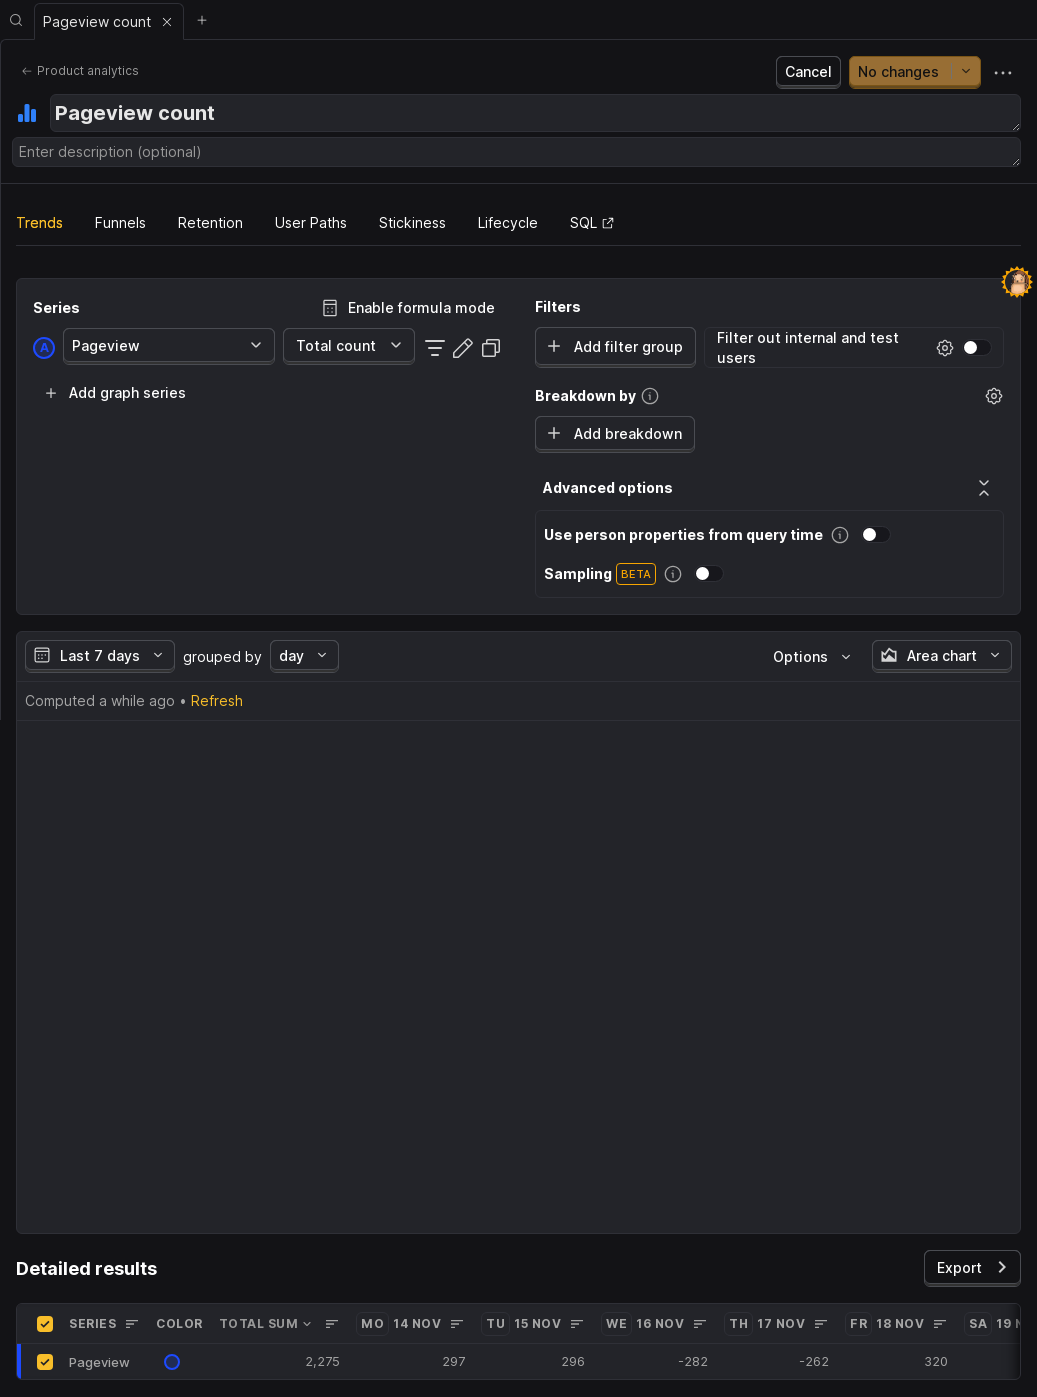 Pageview count
Product analytics
Cancel
No changes
Pageview count
Enter description (optional)
Trends Funnels Retention User Paths Stickiness Lifecycle SQL
Series
Enable formula mode
A Pageview Total count
Add graph series
Filters
Add filter group
Filter out internal and test
users
Breakdown by
Add breakdown
Advanced options
Use person properties from query time
Sampling BETA
Last 7 days grouped by day
Options
Area chart
Computed a while ago • Refresh
Detailed results
Export
SERIES COLOR TOTAL SUM MO 14 NOV TU 15 NOV WE 16 NOV TH 17 NOV FR 18 NOV SA 19
Pageview 2,275 297 296 -282 -262 320